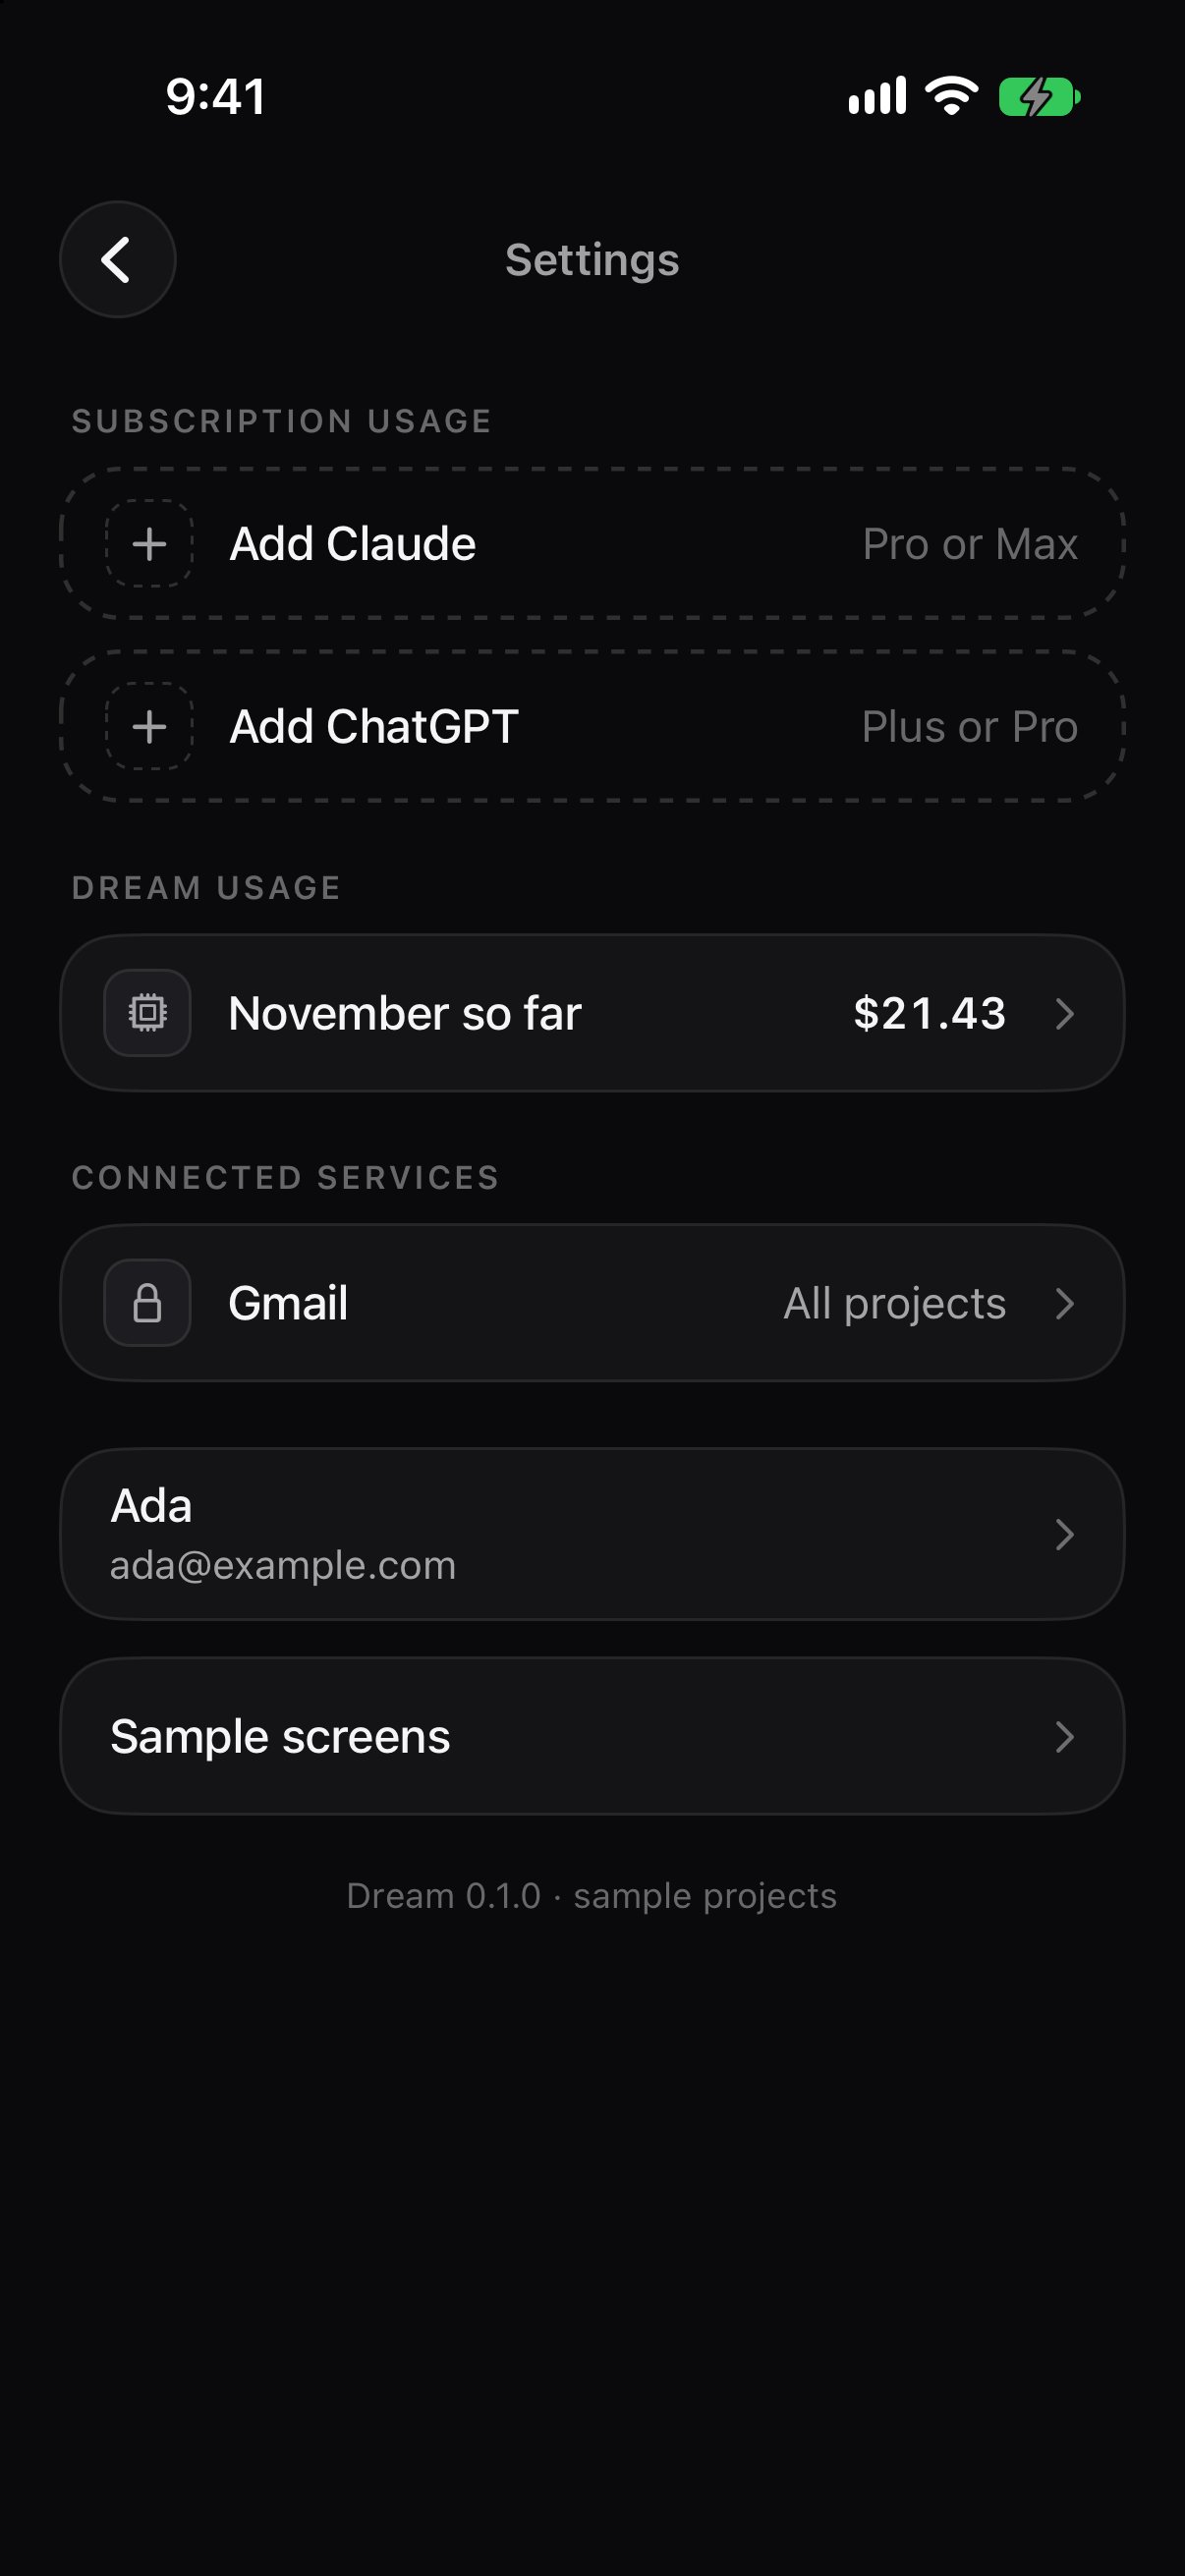 9:41
Settings
SUBSCRIPTION USAGE
Add Claude Pro or Max
Add ChatGPT Plus or Pro
DREAM USAGE
November so far $21.43
CONNECTED SERVICES
Gmail All projects
Ada
ada@example.com
Sample screens
Dream 0.1.0 · sample projects